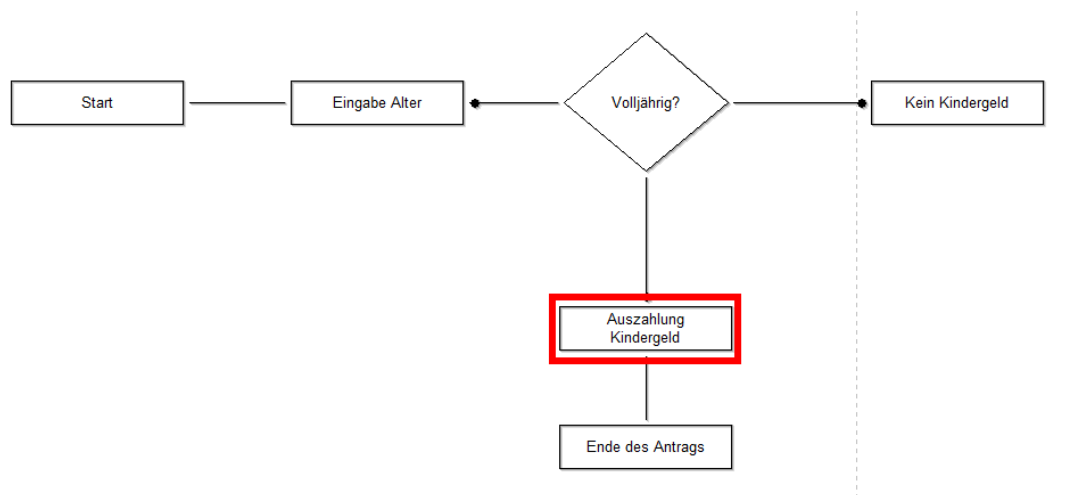 Start
Eingabe Alter
Volljährig?
Kein Kindergeld
Auszahlung
Kindergeld
Ende des Antrags